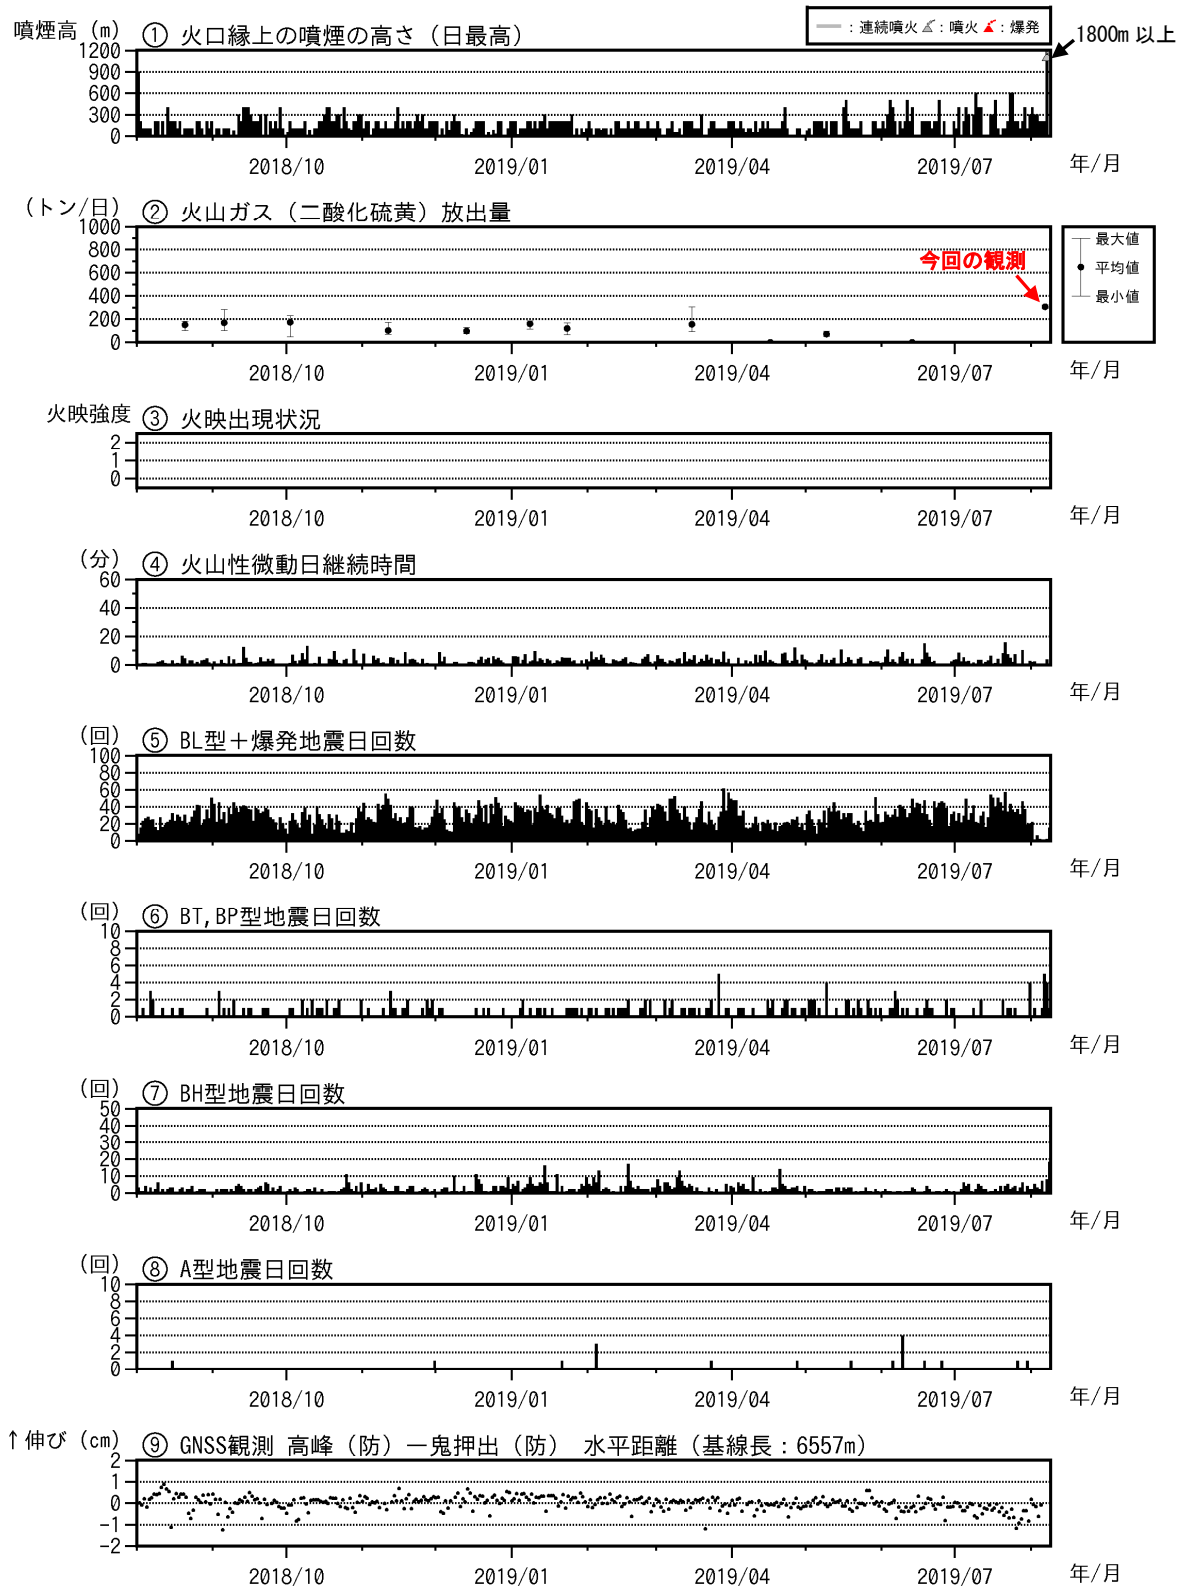 噴煙高（m） ① 火口縁上の噴煙の高さ（日最高）
：連続噴火 ：噴火 ：爆発
1800m 以上
1200
900
600
300
0
2018/10 2019/01 2019/04 2019/07 年/月
（トン/日） ② 火山ガス（二酸化硫黄）放出量
1000
800
600
400
200
0
今回の観測
最大値
平均値
最小値
2018/10 2019/01 2019/04 2019/07 年/月
火映強度 ③ 火映出現状況
2
1
0
2018/10 2019/01 2019/04 2019/07 年/月
（分） ④ 火山性微動日継続時間
60
40
20
0
2018/10 2019/01 2019/04 2019/07 年/月
（回） ⑤ BL型＋爆発地震日回数
100
80
60
40
20
0
2018/10 2019/01 2019/04 2019/07 年/月
（回） ⑥ BT,BP型地震日回数
10
8
6
4
2
0
2018/10 2019/01 2019/04 2019/07 年/月
（回） ⑦ BH型地震日回数
50
40
30
20
10
0
2018/10 2019/01 2019/04 2019/07 年/月
（回） ⑧ A型地震日回数
10
8
6
4
2
0
2018/10 2019/01 2019/04 2019/07 年/月
↑伸び（cm） ⑨ GNSS観測 高峰（防）－鬼押出（防） 水平距離（基線長：6557m）
2
1
0
-1
-2
2018/10 2019/01 2019/04 2019/07 年/月